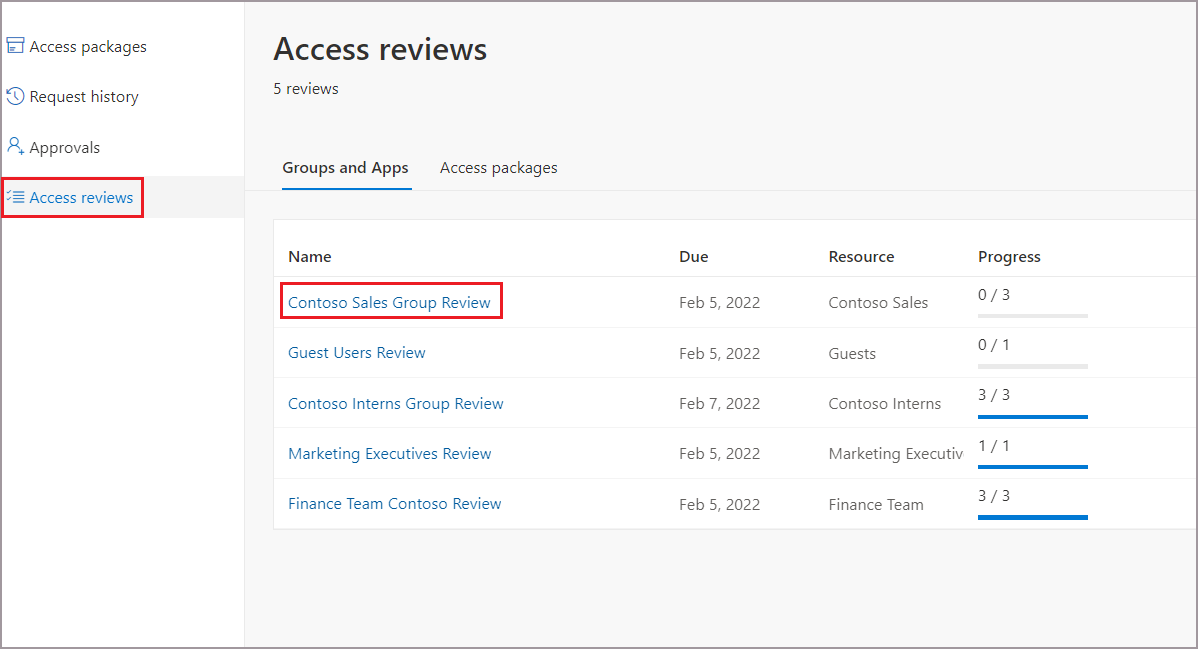 Access packages
Request history
Approvals
Access reviews
Access reviews
5 reviews
Groups and Apps Access packages
Name Due Resource Progress
Contoso Sales Group Review Feb 5, 2022 Contoso Sales 0 / 3
Guest Users Review Feb 5, 2022 Guests 0 / 1
Contoso Interns Group Review Feb 7, 2022 Contoso Interns 3 / 3
Marketing Executives Review Feb 5, 2022 Marketing Executiv 1 / 1
Finance Team Contoso Review Feb 5, 2022 Finance Team 3 / 3